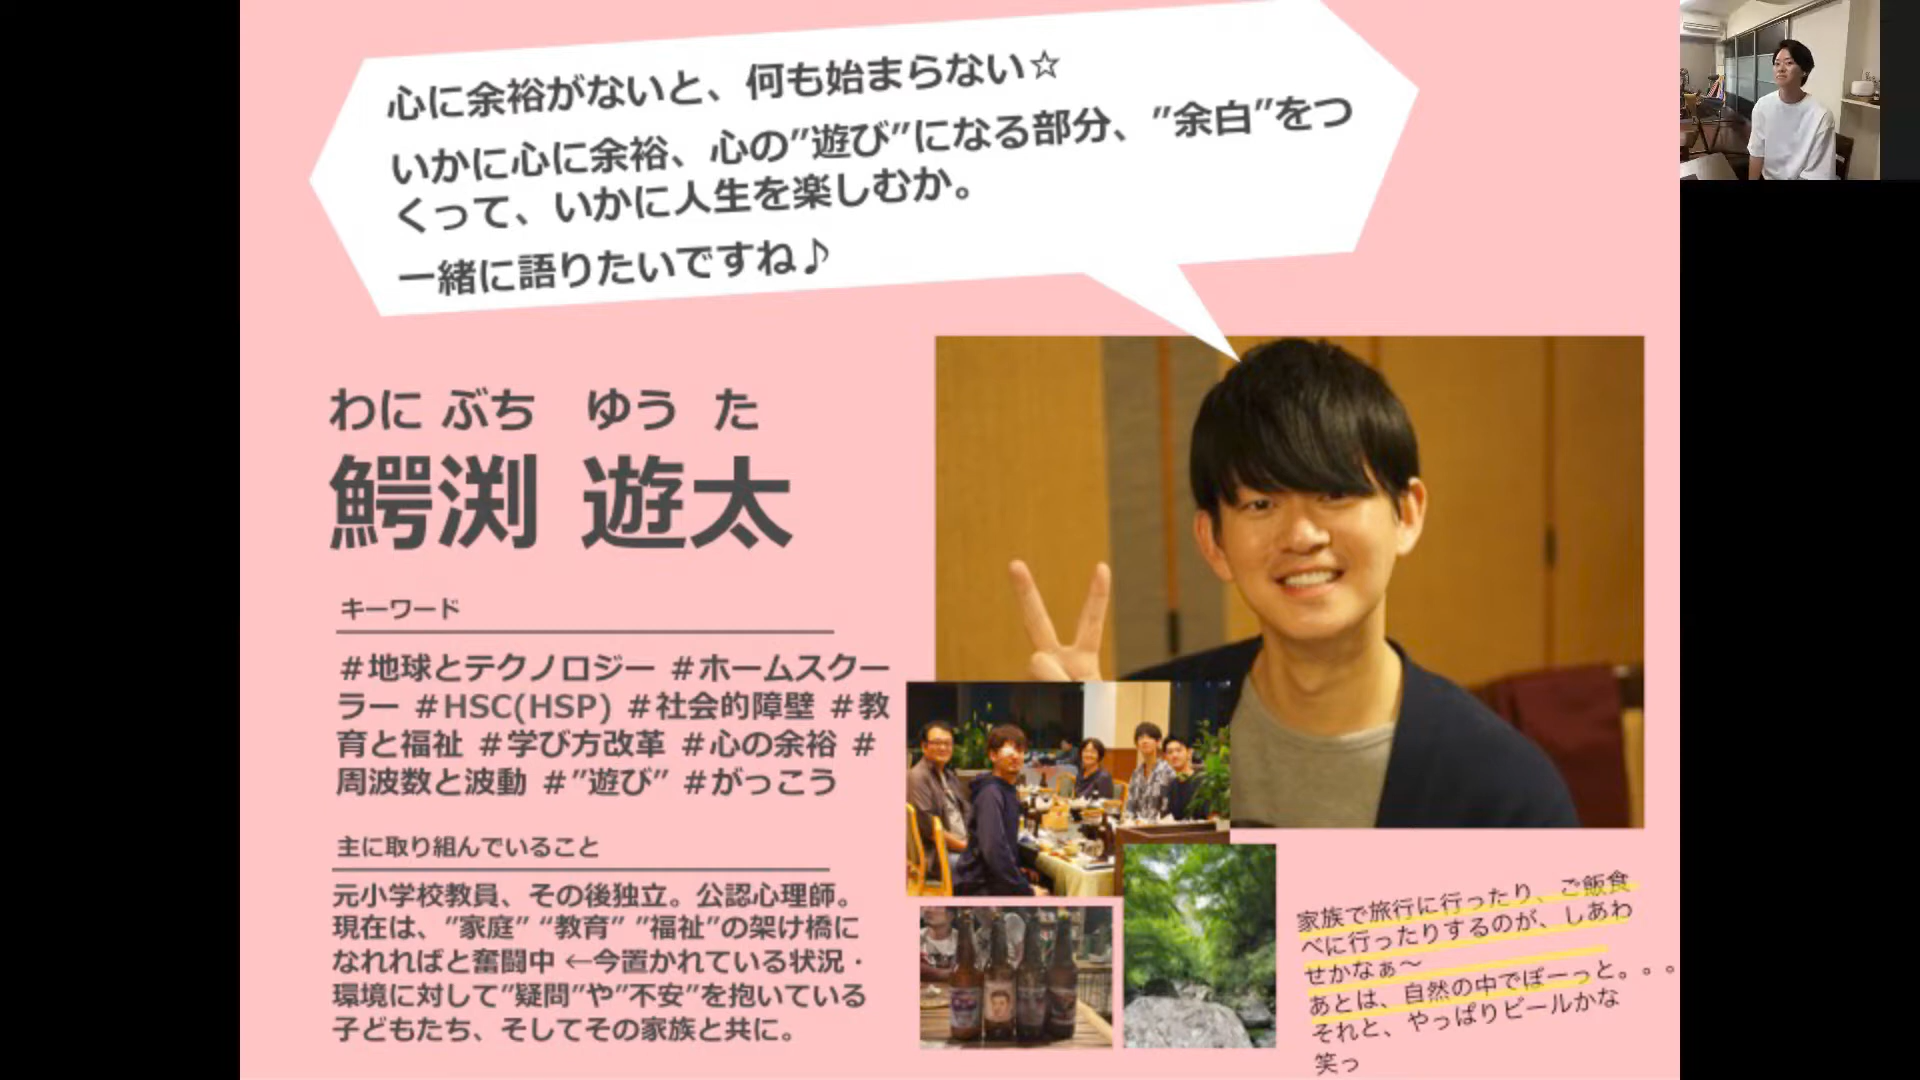 心に余裕がないと、何も始まらない☆
いかに心に余裕、心の”遊び”になる部分、”余白”をつ
くって、いかに人生を楽しむか。
一緒に語りたいですね♪
わに ぶち ゆう た
鰐渕 遊太
キーワード
＃地球とテクノロジー ＃ホームスクー
ラー ＃HSC(HSP) ＃社会的障壁 ＃教
育と福祉 ＃学び方改革 ＃心の余裕 ＃
周波数と波動 ＃”遊び” ＃がっこう
主に取り組んでいること
元小学校教員、その後独立。公認心理師。
現在は、”家庭” “教育” ”福祉”の架け橋に
なれればと奮闘中 ←今置かれている状況・
環境に対して”疑問”や”不安”を抱いている
子どもたち、そしてその家族と共に。
家族で旅行に行ったり、ご飯食
べに行ったりするのが、しあわ
せかなぁ～
あとは、自然の中でぼーっと。。。
それと、やっぱりビールかな
笑っ